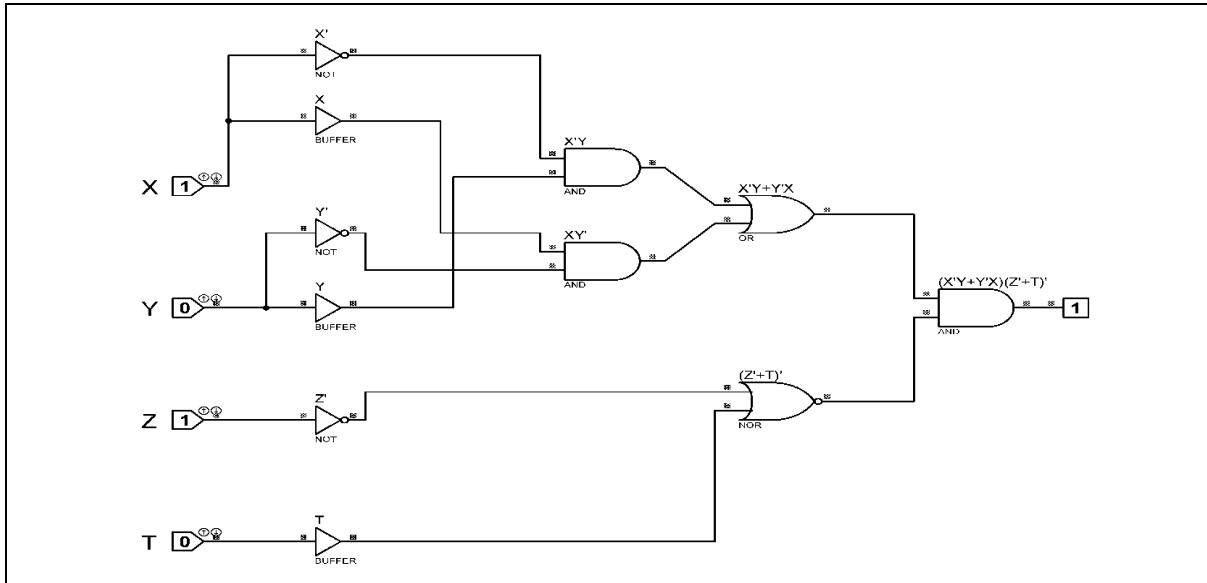 X'
NOT
X
BUFFER
X'Y
AND
X 1
X'Y+Y'X
OR
Y'
NOT
XY'
AND
Y
BUFFER
Y 0
(X'Y+Y'X)(Z'+T)'
AND
1
(Z'+T)'
NOR
Z'
NOT
Z 1
T
BUFFER
T 0